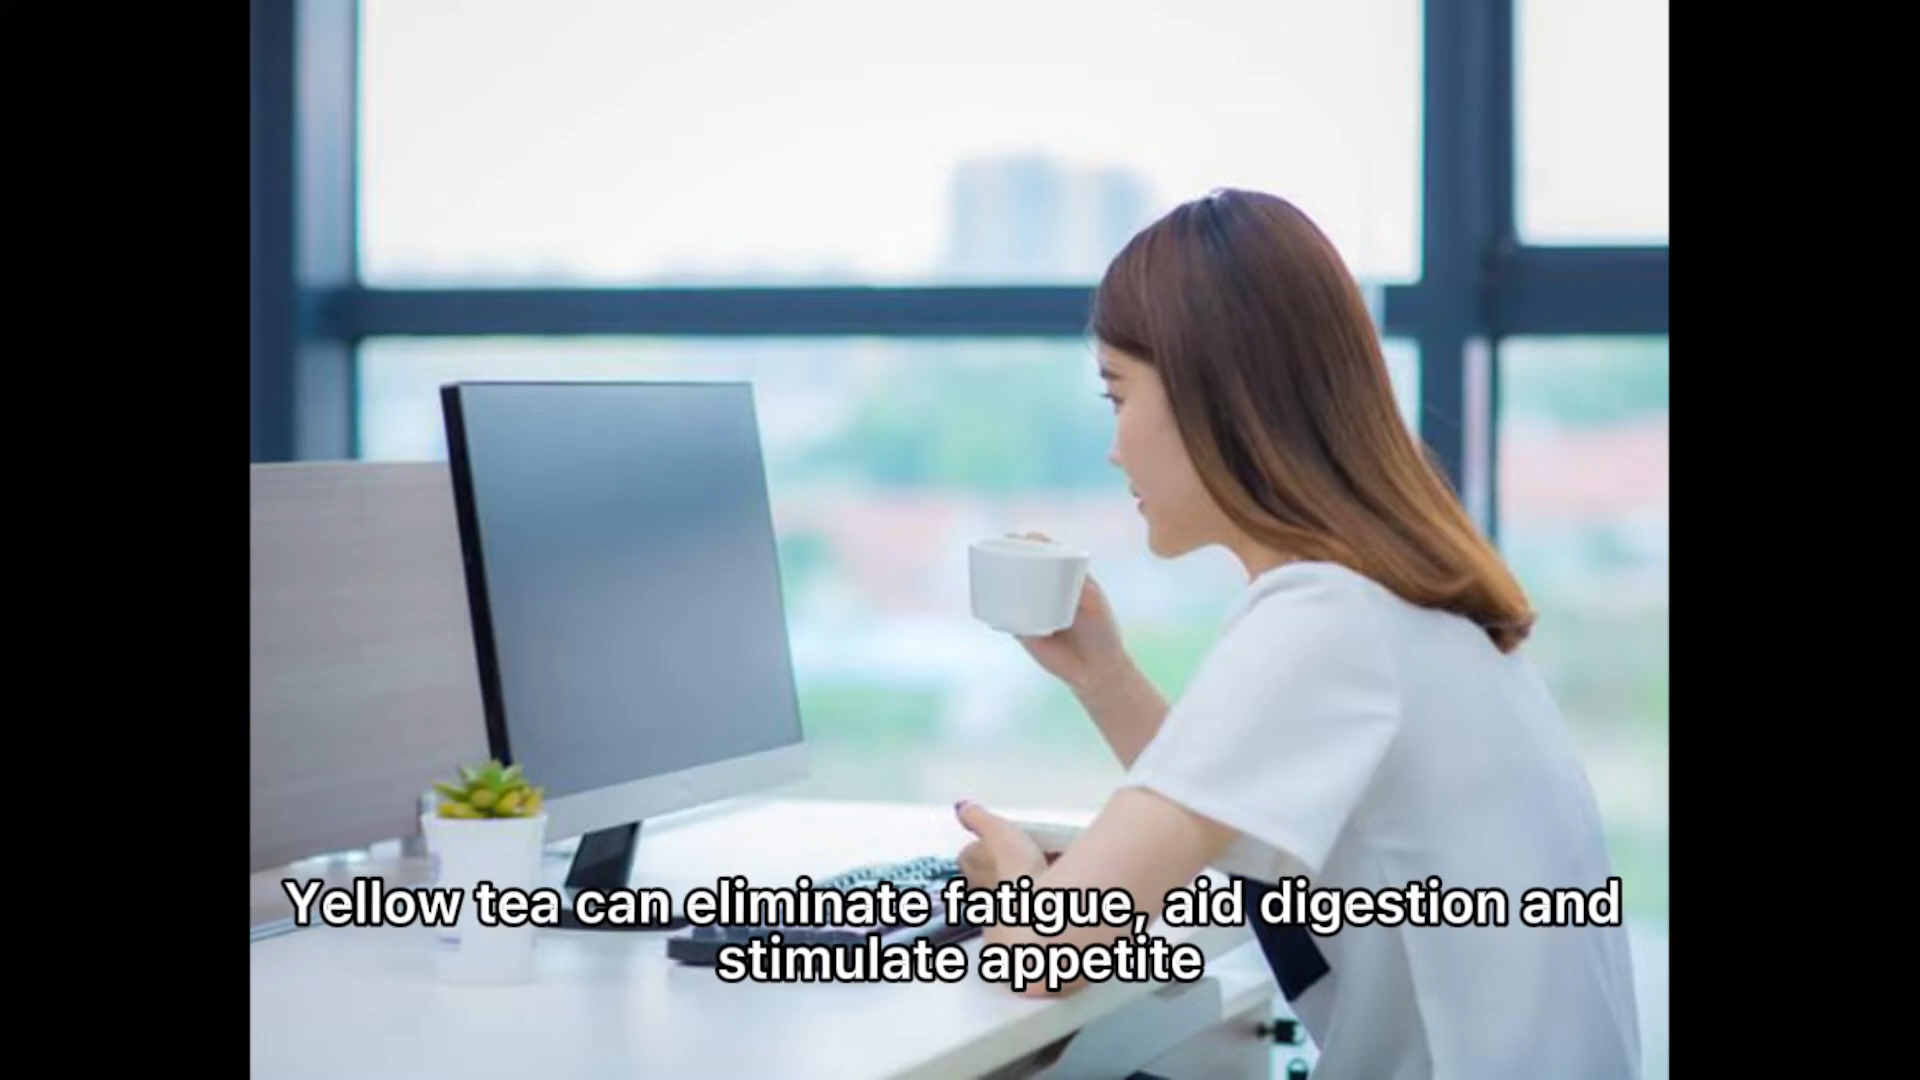 Yellow tea can eliminate fatigue, aid digestion and
stimulate appetite